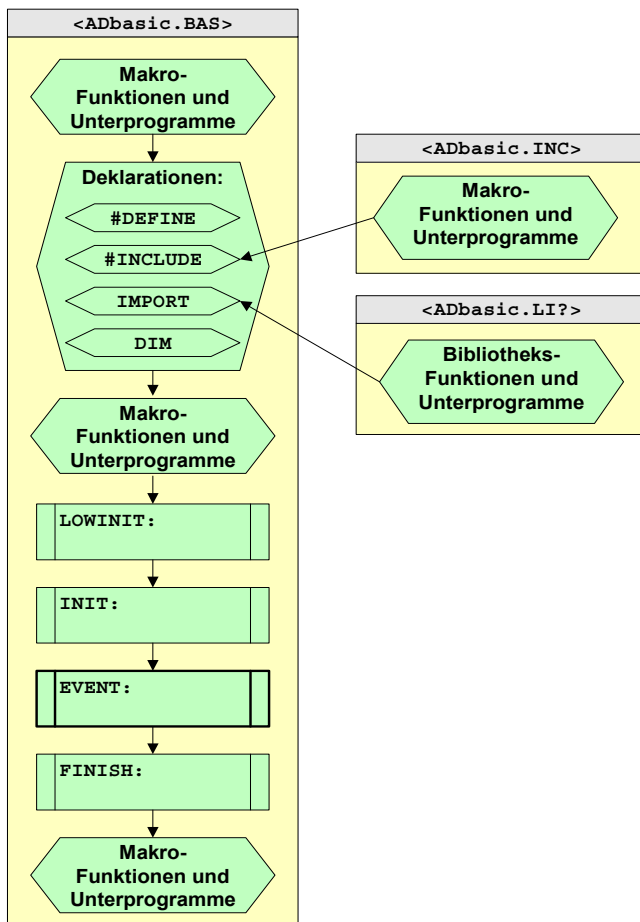 <ADbasic.BAS>
Makro-
Funktionen und
Unterprogramme
Deklarationen:
#DEFINE
#INCLUDE
IMPORT
DIM
Makro-
Funktionen und
Unterprogramme
LOWINIT:
INIT:
EVENT:
FINISH:
Makro-
Funktionen und
Unterprogramme
<ADbasic.INC>
Makro-
Funktionen und
Unterprogramme
<ADbasic.LI?>
Bibliotheks-
Funktionen und
Unterprogramme